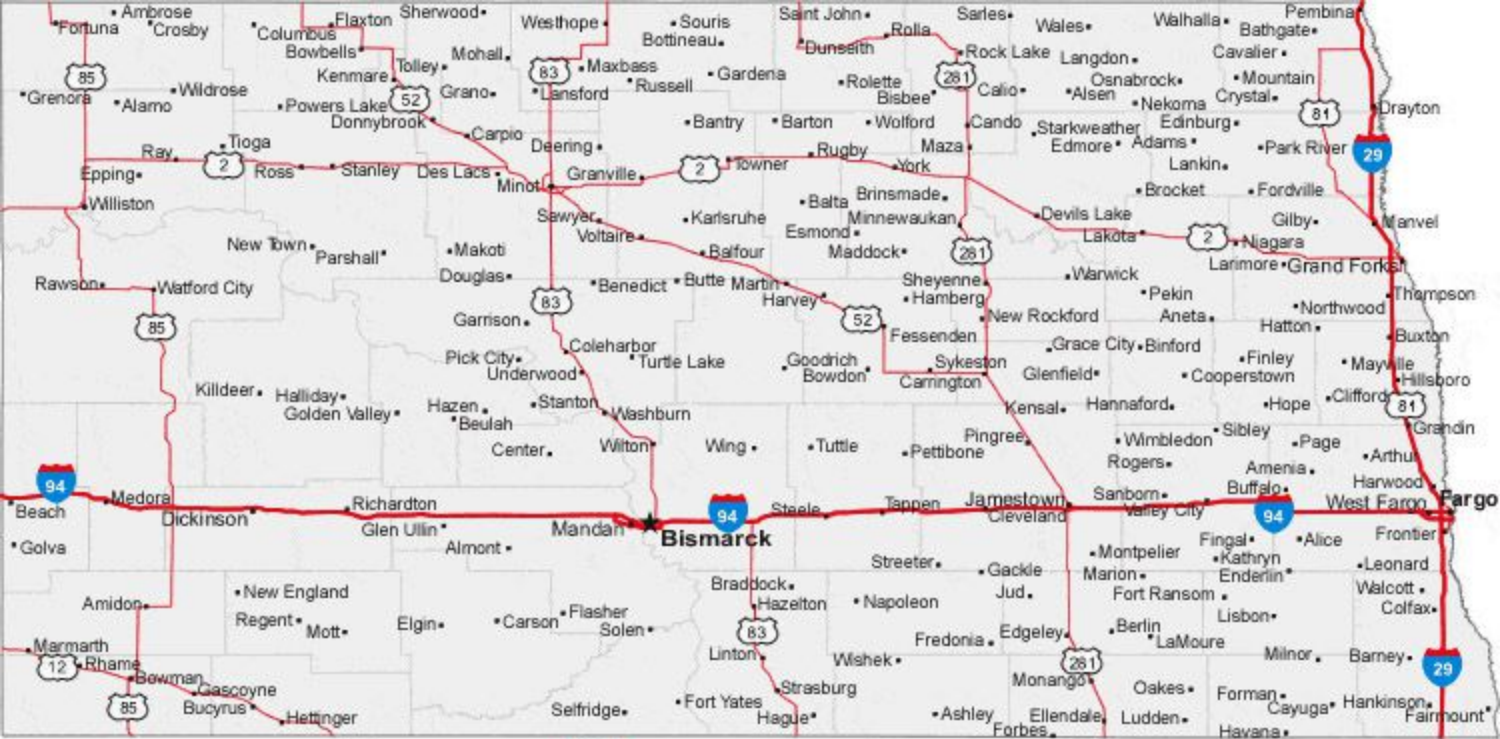 Ambrose
Sherwood
Westhope
Souris
Saint John
Sarles
Wales
Walhalla
Pembina
Fortuna
Crosby
Columbus
Flaxton
Bottineau
Dunseith
Rolla
Bathgate
Bowbells
Mohall
Rock Lake
Langdon
Cavalier
85
Kenmare
Tolley
83
Maxbass
Gardena
Rolette
281
Osnabrock
Mountain
Grenora
Wildrose
Grano
Lansford
Russell
Bisbee
Calio
Alsen
Crystal
Alamo
Powers Lake
52
Nekoma
81
Drayton
Donnybrook
Bantry
Barton
Wolford
Cando
Starkweather
Edinburg
Carpio
Tioga
Deering
Maza
Edmore
Adams
Park River
29
Ray
2
Ross
Stanley
Des Lacs
Granville
2
Towner
Rugby
York
Lankin
Epping
Minot
Brinsmade
Brocket
Fordville
Williston
Balta
Sawyer
Karlsruhe
Minnewaukan
Devils Lake
Gilby
Manvel
Voltaire
Esmond
Lakota
2
New Town
Parshall
Makoti
Balfour
Maddock
281
Niagara
Larimore
Grand Forks
Rawson
Watford City
Douglas
Benedict
Butte
Martin
Sheyenne
Warwick
Harvey
Hamberg
Pekin
Thompson
83
85
Garrison
52
New Rockford
Aneta
Northwood
Hatton
Fessenden
Buxton
Coleharbor
Pick City
Turtle Lake
Goodrich
Sykeston
Grace City
Binford
Finley
Mayville
Underwood
Bowdon
Carrington
Glenfield
Cooperstown
Hillsboro
Killdeer
Halliday
Golden Valley
Hazen
Stanton
Washburn
Kensal
Hannaford
Hope
Clifford
81
Beulah
Grandin
Center
Wilton
Wing
Tuttle
Pettibone
Pingree
Wimbledon
Sibley
Page
Rogers
Arthur
94
Amenia
Harwood
Medora
Richardton
Steele
Tappen
Jamestown
Sanborn
Buffalo
West Fargo
Fargo
Beach
Dickinson
Glen Ullin
Mandan
94
Cleveland
Valley City
94
Bismarck
Frontier
Golva
Almont
Montpelier
Fingal
Alice
Kathryn
Streeter
Gackle
Marion
Enderlin
Leonard
New England
Braddock
Jud
Fort Ransom
Walcott
Amidon
Hazelton
Napoleon
Lisbon
Colfax
Regent
Mott
Elgin
Carson
Flasher
Solen
83
Fredonia
Edgeley
Berlin
LaMoure
Marmarth
12
Rhame
Linton
Wishek
281
Milnor
Barney
29
Bowman
Monango
85
Gascoyne
Strasburg
Oakes
Forman
Hankinson
Bucyrus
Hettinger
Selfridge
Fort Yates
Hague
Ashley
Ellendale
Ludden
Cayuga
Fairmount
Forbes
Havana